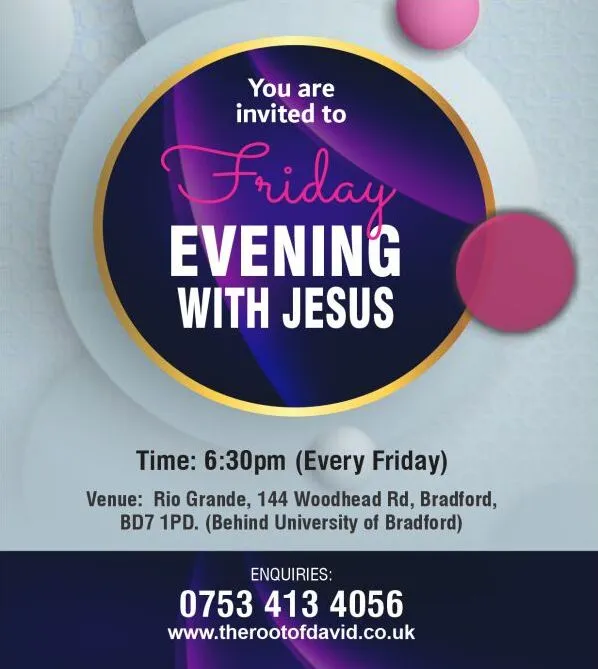 You are
invited to
Friday
EVENING
WITH JESUS
Time: 6:30pm (Every Friday)
Venue: Rio Grande, 144 Woodhead Rd, Bradford,
BD7 1PD. (Behind University of Bradford)
ENQUIRIES:
0753 413 4056
www.therootofdavid.co.uk